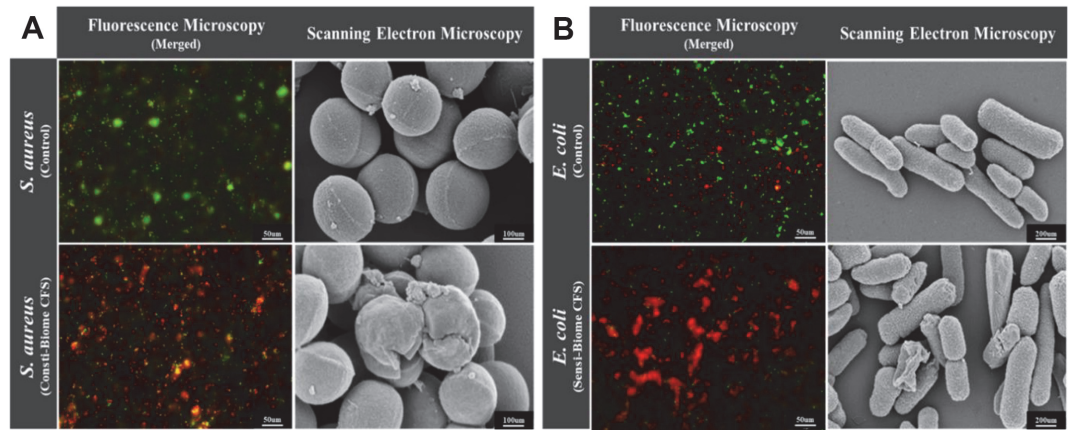 A
Fluorescence Microscopy
(Merged)
Scanning Electron Microscopy
S. aureus
(Control)
50um
100um
S. aureus
(Consti-Biome CFS)
50um
100um
B
Fluorescence Microscopy
(Merged)
Scanning Electron Microscopy
E. coli
(Control)
50um
200um
E. coli
(Sensi-Biome CFS)
50um
200um